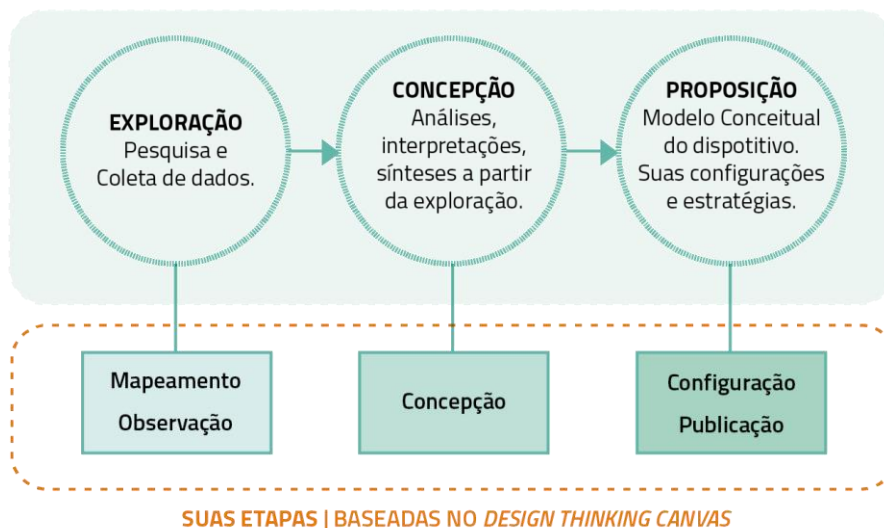 EXPLORAÇÃO
Pesquisa e
Coleta de dados.
CONCEPÇÃO
Análises,
interpretações,
sínteses a partir
da exploração.
PROPOSIÇÃO
Modelo Conceitual
do dispotitivo.
Suas configurações
e estratégias.
Mapeamento
Observação
Concepção
Configuração
Publicação
SUAS ETAPAS | BASEADAS NO DESIGN THINKING CANVAS